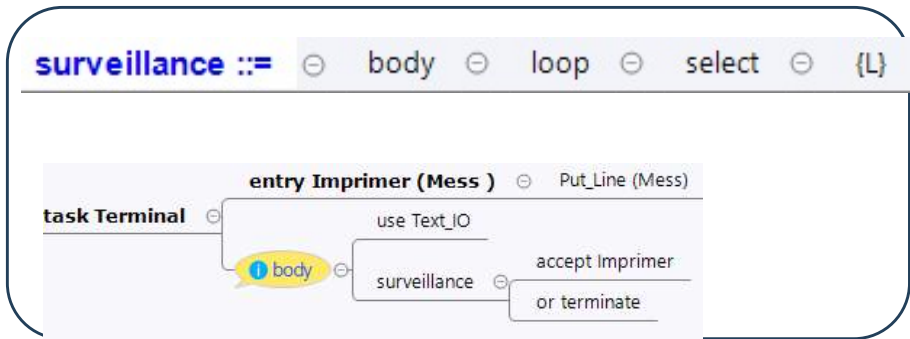 surveillance ::= body loop select {L}
entry Imprimer (Mess ) Put_Line (Mess)
task Terminal
use Text_IO
body
accept Imprimer
surveillance
or terminate